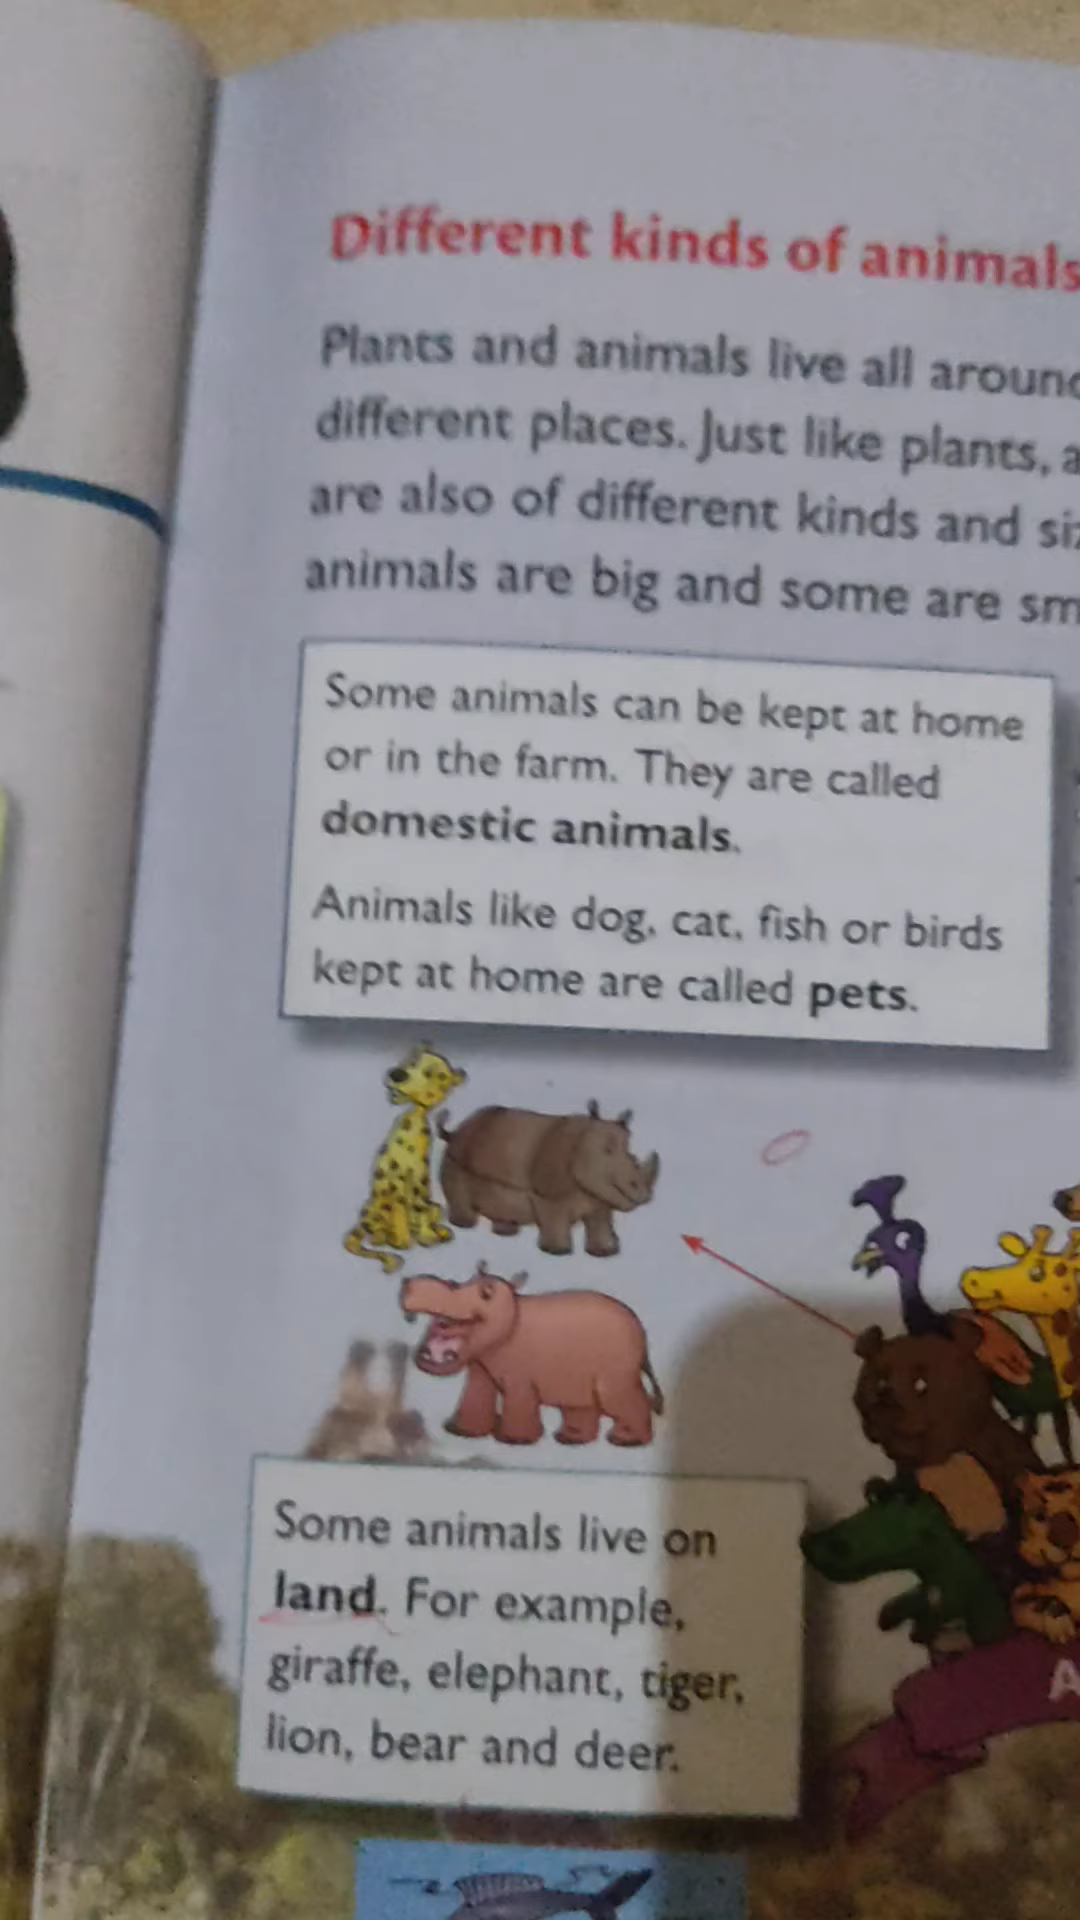 Different kinds of animals
Plants and animals live all around
different places. Just like plants,
are also of different kinds and
animals are big and some are
Some animals can be kept at home
or in the farm. They are called
domestic animals.
Animals like dog, cat, fish or birds
kept at home are called pets.
Some animals live on
land. For example,
giraffe, elephant, tiger,
lion, bear and deer.